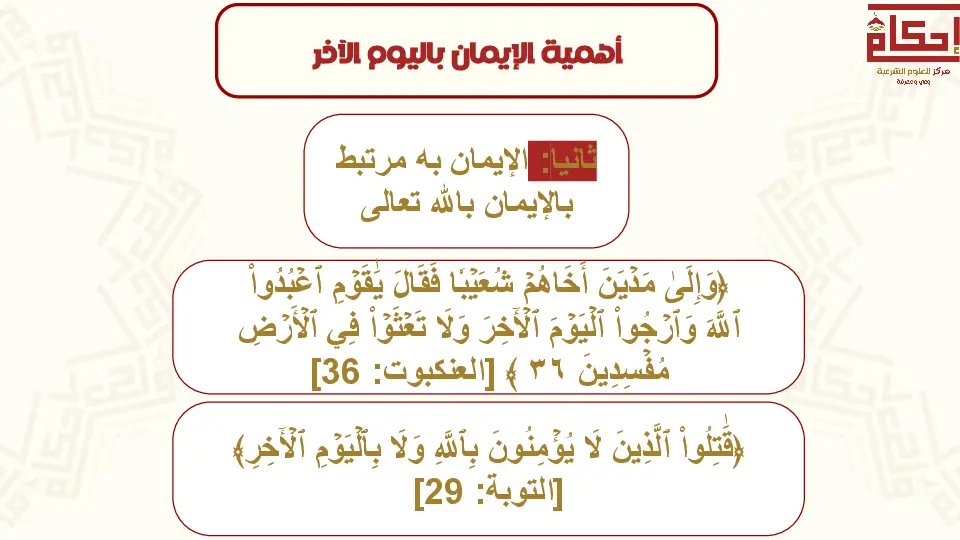 أهمية الإيمان باليوم الآخر
إحكام
مركز للعلوم الشرعية
وعي ومعرفة
ثانيا: الإيمان به مرتبط
بالإيمان بالله تعالى
﴿وَإِلَىٰ مَدۡيَنَ أَخَاهُمۡ شُعَيۡبٗا فَقَالَ يَٰقَوۡمِ ٱعۡبُدُواْ
ٱللَّهَ وَٱرۡجُواْ ٱلۡيَوۡمَ ٱلۡأٓخِرَ وَلَا تَعۡثَوۡاْ فِي ٱلۡأَرۡضِ
مُفۡسِدِينَ ٣٦ ﴾ [العنكبوت: 36]
﴿قَٰتِلُواْ ٱلَّذِينَ لَا يُؤۡمِنُونَ بِٱللَّهِ وَلَا بِٱلۡيَوۡمِ ٱلۡأٓخِرِ﴾
[التوبة: 29]